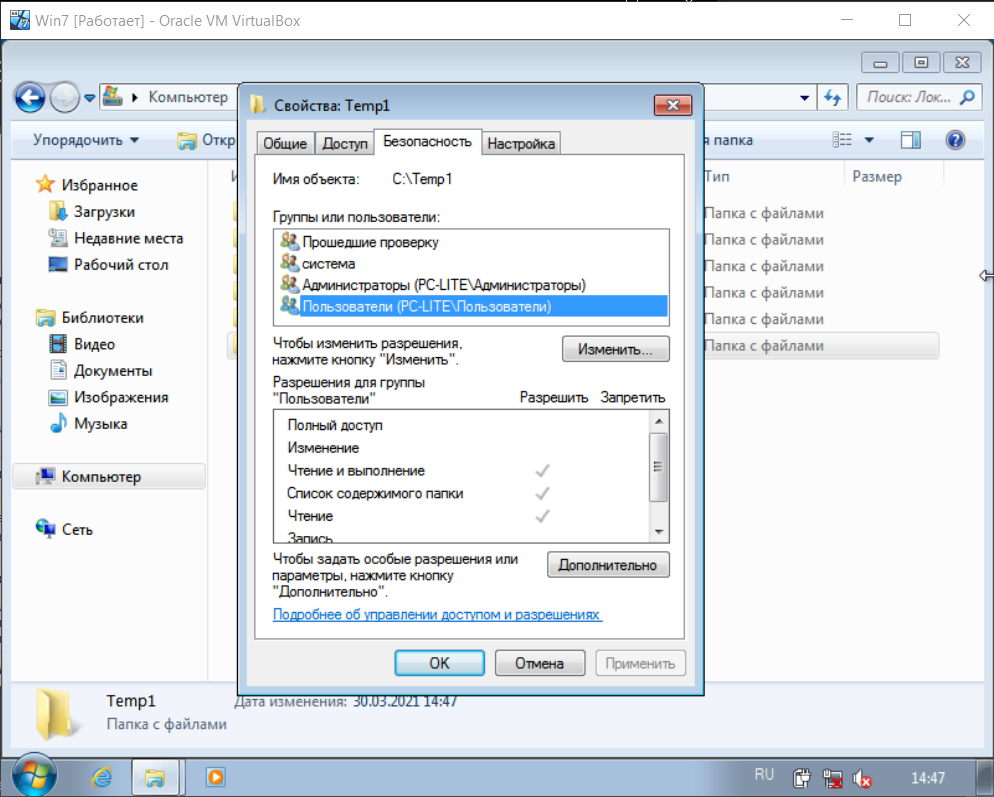 Win7 [Работает] - Oracle VM VirtualBox
Компьютер
Поиск: Лок...
Упорядочить
Откр
я папка
Избранное
Загрузки
Недавние места
Рабочий стол
Библиотеки
Видео
Документы
Изображения
Музыка
Компьютер
Сеть
Тип
Размер
Папка с файлами
Папка с файлами
Папка с файлами
Папка с файлами
Папка с файлами
Папка с файлами
Свойства: Temp1
Общие
Доступ
Безопасность
Настройка
Имя объекта: C:\Temp1
Группы или пользователи:
Прошедшие проверку
система
Администраторы (PC-LITE\Администраторы)
Пользователи (PC-LITE\Пользователи)
Чтобы изменить разрешения,
нажмите кнопку "Изменить".
Изменить...
Разрешения для группы
"Пользователи"
Разрешить
Запретить
Полный доступ
Изменение
Чтение и выполнение
Список содержимого папки
Чтение
Запись
Чтобы задать особые разрешения или
параметры, нажмите кнопку
"Дополнительно".
Дополнительно
Подробнее об управлении доступом и разрешениях
OK
Отмена
Применить
Temp1
Дата изменения: 30.03.2021 14:47
Папка с файлами
RU
14:47